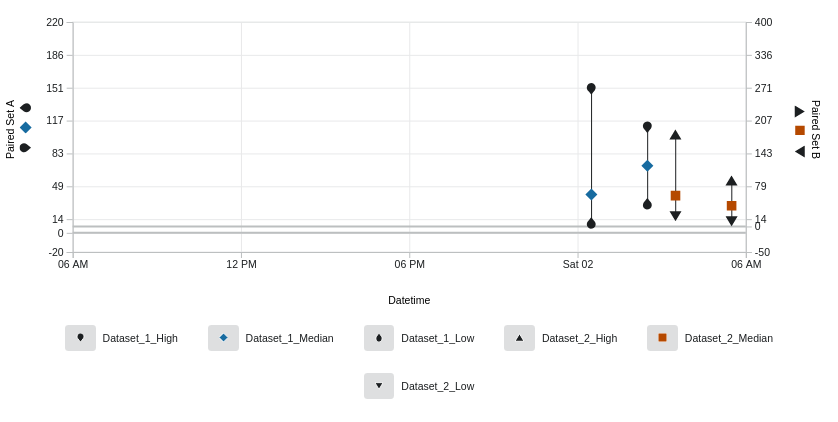 220
186
151
117
83
49
14
0
-20
400
336
271
207
143
79
14
0
-50
Paired Set A
Paired Set B
06 AM
12 PM
06 PM
Sat 02
06 AM
Datetime
Dataset_1_High
Dataset_1_Median
Dataset_1_Low
Dataset_2_High
Dataset_2_Median
Dataset_2_Low